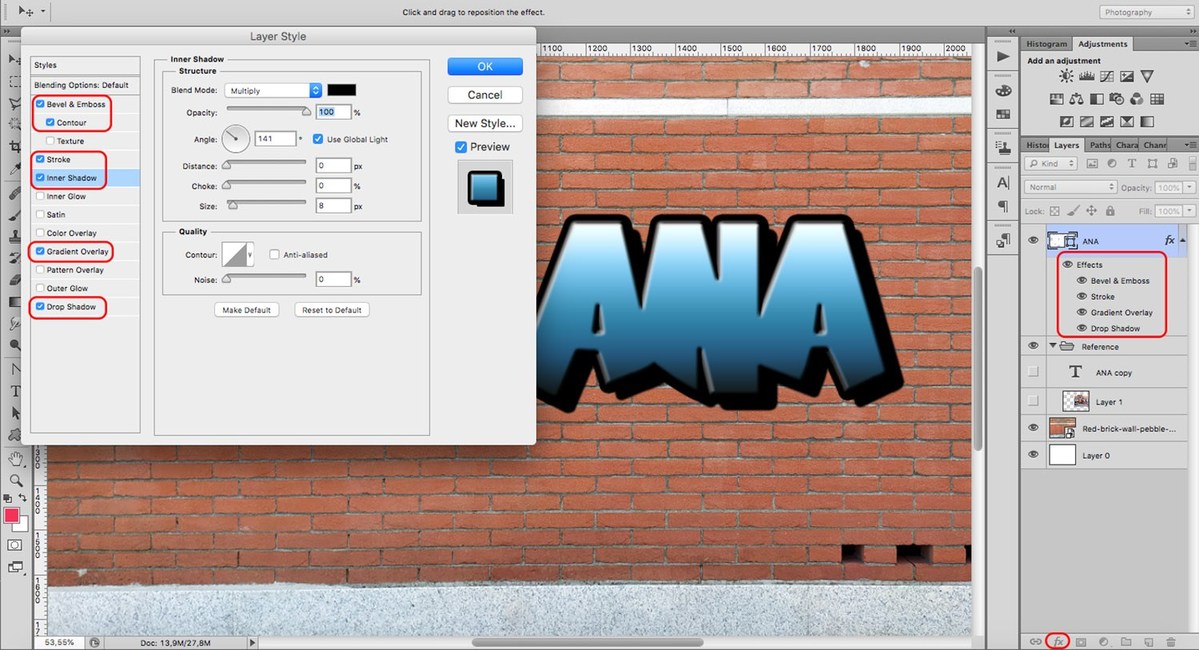 Click and drag to reposition the effect.
Photography
Layer Style
Styles
Blending Options: Default
Bevel & Emboss
Contour
Texture
Stroke
Inner Shadow
Inner Glow
Satin
Color Overlay
Gradient Overlay
Pattern Overlay
Outer Glow
Drop Shadow
Inner Shadow
Structure
Blend Mode: Multiply
Opacity: 100 %
Angle: 141 ° Use Global Light
Distance: 0 px
Choke: 0 %
Size: 8 px
Quality
Contour: Anti-aliased
Noise: 0 %
Make Default Reset to Default
OK
Cancel
New Style...
Preview
1100 1200 1300 1400 1500 1600 1700 1800 1900 2000
ANA
Histogram Adjustments
Add an adjustment
Histor Layers Paths Chara Chann
Kind
Normal Opacity: 100%
Lock: Fill: 100%
ANA fx
Effects
Bevel & Emboss
Stroke
Gradient Overlay
Drop Shadow
Reference
T ANA copy
Layer 1
Red-brick-wall-pebble-...
Layer 0
1400
1500
1600
53,55% Doc: 13,9M/27,8M
fx